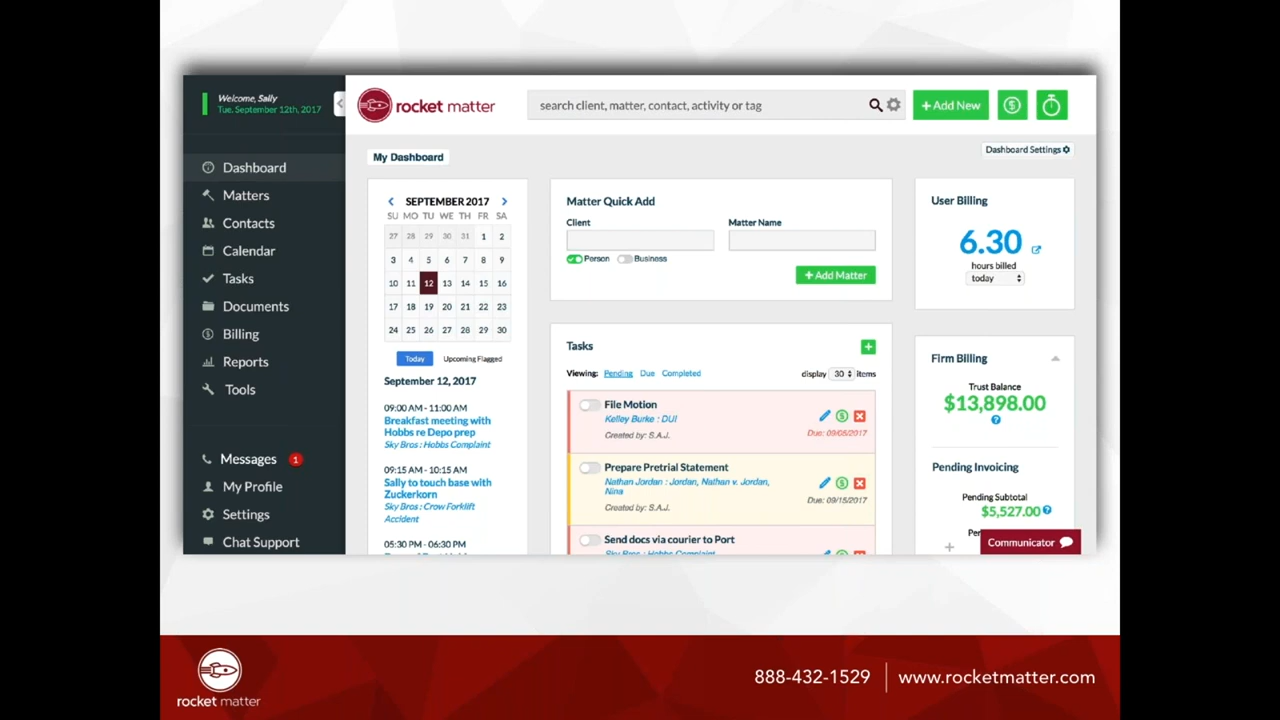 Welcome, Sally
Tue, September 12th, 2017
Dashboard
Matters
Contacts
Calendar
Tasks
Documents
Billing
Reports
Tools
Messages 1
My Profile
Settings
Chat Support
rocket matter
search client, matter, contact, activity or tag
+ Add New
My Dashboard
Dashboard Settings
SEPTEMBER 2017
SU MO TU WE TH FR SA
27 28 29 30 31 1 2
3 4 5 6 7 8 9
10 11 12 13 14 15 16
17 18 19 20 21 22 23
24 25 26 27 28 29 30
Today Upcoming Flagged
September 12, 2017
09:00 AM - 11:00 AM
Breakfast meeting with
Hobbs re Depo prep
Sky Bros : Hobbs Complaint
09:15 AM - 10:15 AM
Sally to touch base with
Zuckerkorn
Sky Bros : Crow Forklift
Accident
05:30 PM - 06:30 PM
Matter Quick Add
Client Matter Name
Person Business
+ Add Matter
Tasks
Viewing: Pending Due Completed display 30 items
File Motion
Kelley Burke : DUI
Created by: S.A.J.
Due: 09/08/2017
Prepare Pretrial Statement
Nathan Jordan : Jordan, Nathan v. Jordan,
Nina
Created by: S.A.J.
Due: 09/15/2017
Send docs via courier to Port
Sky Bros : Hobbs Complaint
User Billing
6.30
hours billed
today
Firm Billing
Trust Balance
$13,898.00
Pending Invoicing
Pending Subtotal
$5,527.00
Communicator
rocket matter
888-432-1529
www.rocketmatter.com